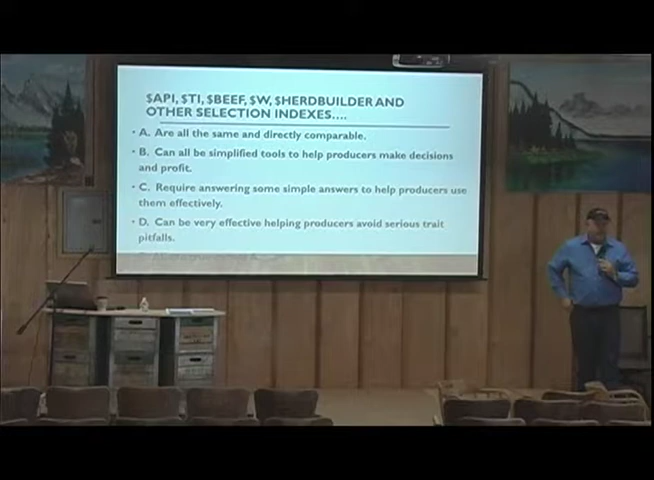 $API, $TI, $BEEF, $W, $HERDBUILDER AND
OTHER SELECTION INDEXES....
• A. Are all the same and directly comparable.
• B. Can all be simplified tools to help producers make decisions
and profit.
• C. Require answering some simple answers to help producers use
them effectively.
• D. Can be very effective helping producers avoid serious trait
pitfalls.